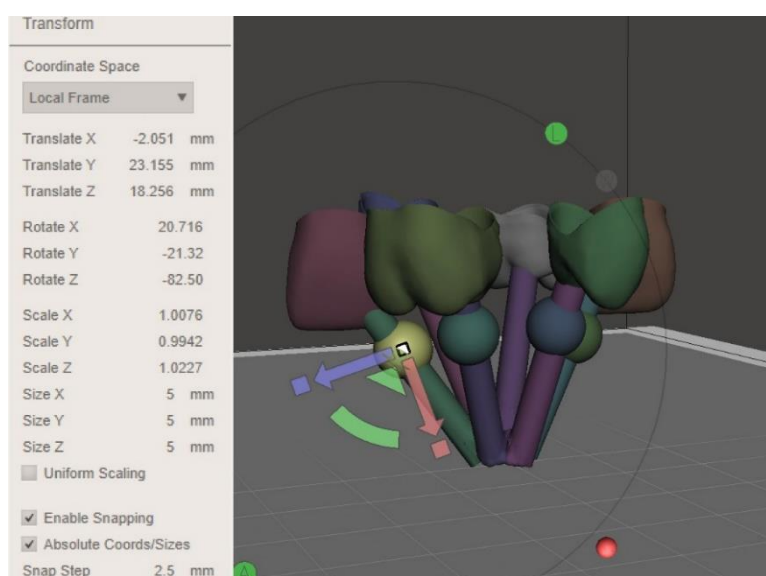 Transform
Coordinate Space
Local Frame
Translate X -2.051 mm
Translate Y 23.155 mm
Translate Z 18.256 mm
Rotate X 20.716
Rotate Y -21.32
Rotate Z -82.50
Scale X 1.0076
Scale Y 0.9942
Scale Z 1.0227
Size X 5 mm
Size Y 5 mm
Size Z 5 mm
Uniform Scaling
Enable Snapping
Absolute Coords/Sizes
Snap Step 2.5 mm
L
A